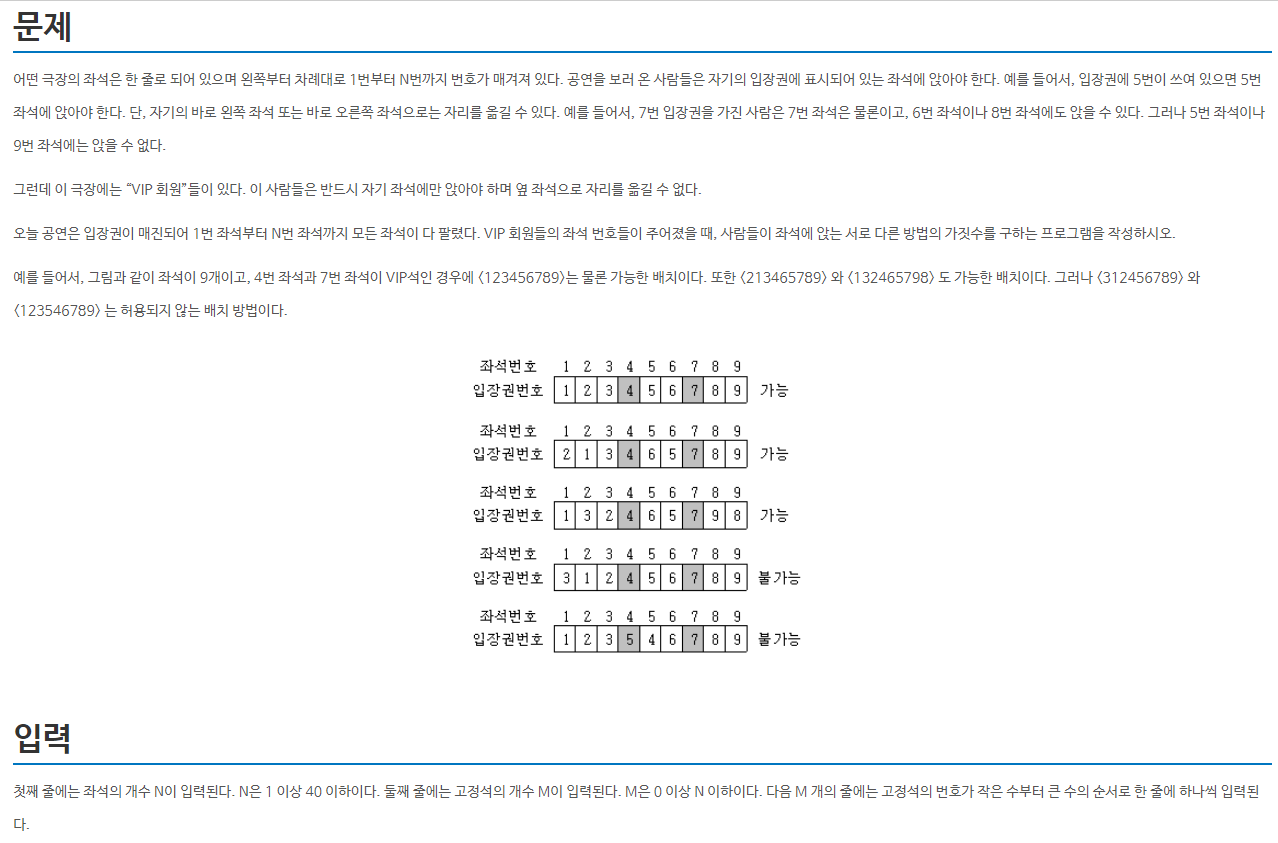 문제
어떤 극장의 좌석은 한 줄로 되어 있으며 왼쪽부터 차례대로 1번부터 N번까지 번호가 매겨져 있다. 공연을 보러 온 사람들은 자기의 입장권에 표시되어 있는 좌석에 앉아야 한다. 예를 들어서, 입장권에 5번이 쓰여 있으면 5번
좌석에 앉아야 한다. 단, 자기의 바로 왼쪽 좌석 또는 바로 오른쪽 좌석으로는 자리를 옮길 수 있다. 예를 들어서, 7번 입장권을 가진 사람은 7번 좌석은 물론이고, 6번 좌석이나 8번 좌석에도 앉을 수 있다. 그러나 5번 좌석이나
9번 좌석에는 앉을 수 없다.
그런데 이 극장에는 “VIP 회원”들이 있다. 이 사람들은 반드시 자기 좌석에만 앉아야 하며 옆 좌석으로 자리를 옮길 수 없다.
오늘 공연은 입장권이 매진되어 1번 좌석부터 N번 좌석까지 모든 좌석이 다 팔렸다. VIP 회원들의 좌석 번호들이 주어졌을 때, 사람들이 좌석에 앉는 서로 다른 방법의 가짓수를 구하는 프로그램을 작성하시오.
예를 들어서, 그림과 같이 좌석이 9개이고, 4번 좌석과 7번 좌석이 VIP석인 경우에 <123456789>는 물론 가능한 배치이다. 또한 <213465789> 와 <132465798> 도 가능한 배치이다. 그러나 <312456789> 와
<123546789> 는 허용되지 않는 배치 방법이다.
좌석번호 1 2 3 4 5 6 7 8 9
입장권번호 1 2 3 4 5 6 7 8 9 가능
좌석번호 1 2 3 4 5 6 7 8 9
입장권번호 2 1 3 4 6 5 7 8 9 가능
좌석번호 1 2 3 4 5 6 7 8 9
입장권번호 1 3 2 4 6 5 7 9 8 가능
좌석번호 1 2 3 4 5 6 7 8 9
입장권번호 3 1 2 4 5 6 7 8 9 불가능
좌석번호 1 2 3 4 5 6 7 8 9
입장권번호 1 2 3 5 4 6 7 8 9 불가능
입력
첫째 줄에는 좌석의 개수 N이 입력된다. N은 1 이상 40 이하이다. 둘째 줄에는 고정석의 개수 M이 입력된다. M은 0 이상 N 이하이다. 다음 M 개의 줄에는 고정석의 번호가 작은 수부터 큰 수의 순서로 한 줄에 하나씩 입력된
다.